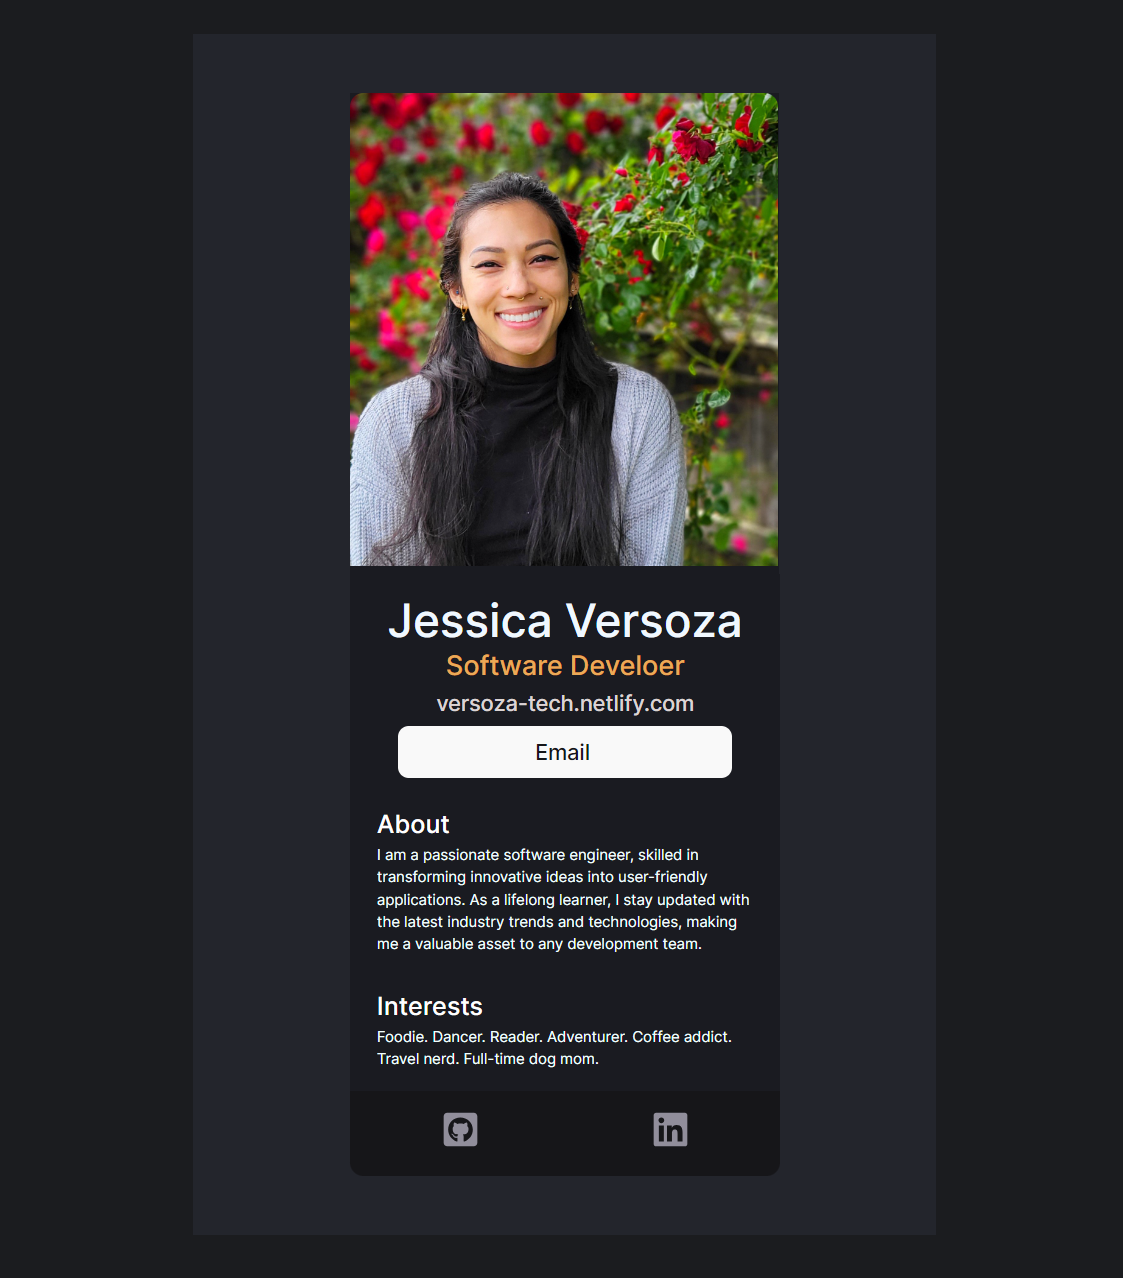 Jessica Versoza
Software Develoer
versoza-tech.netlify.com
Email
About
I am a passionate software engineer, skilled in
transforming innovative ideas into user-friendly
applications. As a lifelong learner, I stay updated with
the latest industry trends and technologies, making
me a valuable asset to any development team.
Interests
Foodie. Dancer. Reader. Adventurer. Coffee addict.
Travel nerd. Full-time dog mom.
in